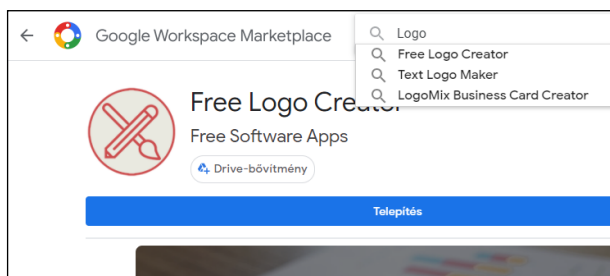 Google Workspace Marketplace
Logo
Free Logo Creator
Text Logo Maker
LogoMix Business Card Creator
Free Logo Creator
Free Software Apps
Drive-bővítmény
Telepítés